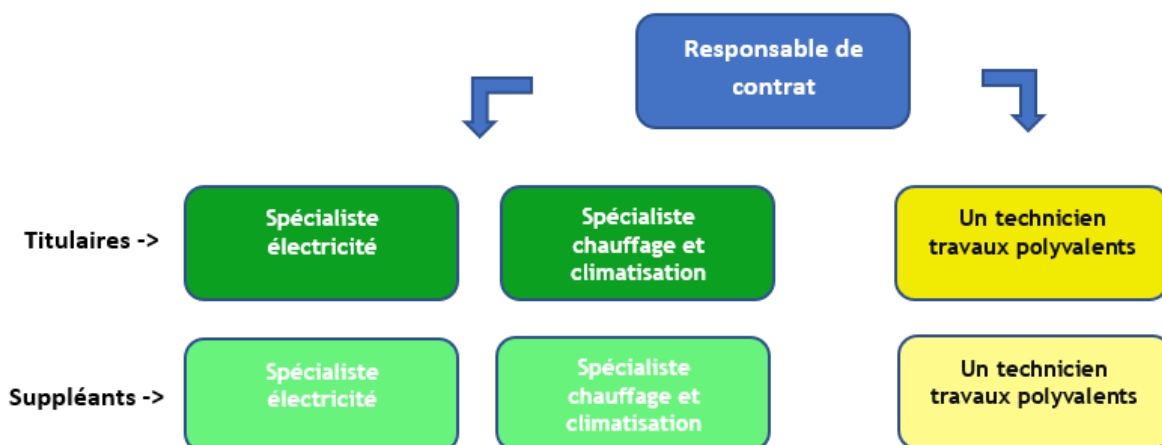 Responsable de
contrat
Titulaires ->
Spécialiste
électricité
Spécialiste
chauffage et
climatisation
Un technicien
travaux polyvalents
Suppléants ->
Spécialiste
électricité
Spécialiste
chauffage et
climatisation
Un technicien
travaux polyvalents